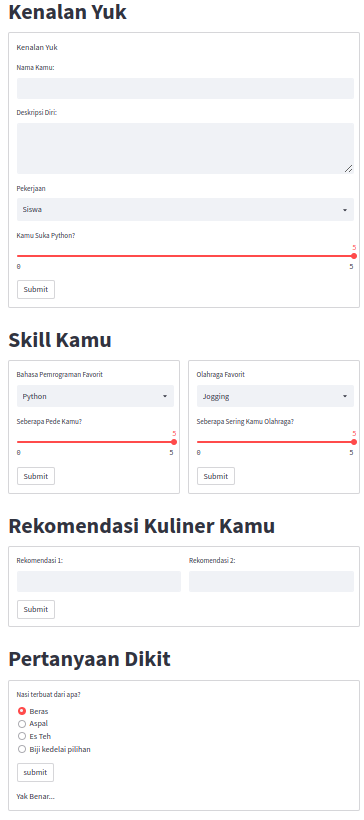 Kenalan Yuk
Kenalan Yuk
Nama Kamu:
Deskripsi Diri:
Pekerjaan
Siswa
Kamu Suka Python?
5
0 5
Submit
Skill Kamu
Bahasa Pemrograman Favorit
Python
Seberapa Pede Kamu?
5
0 5
Submit
Olahraga Favorit
Jogging
Seberapa Sering Kamu Olahraga?
5
0 5
Submit
Rekomendasi Kuliner Kamu
Rekomendasi 1: Rekomendasi 2:
Submit
Pertanyaan Dikit
Nasi terbuat dari apa?
Beras
Aspal
Es Teh
Biji kedelai pilihan
submit
Yak Benar...